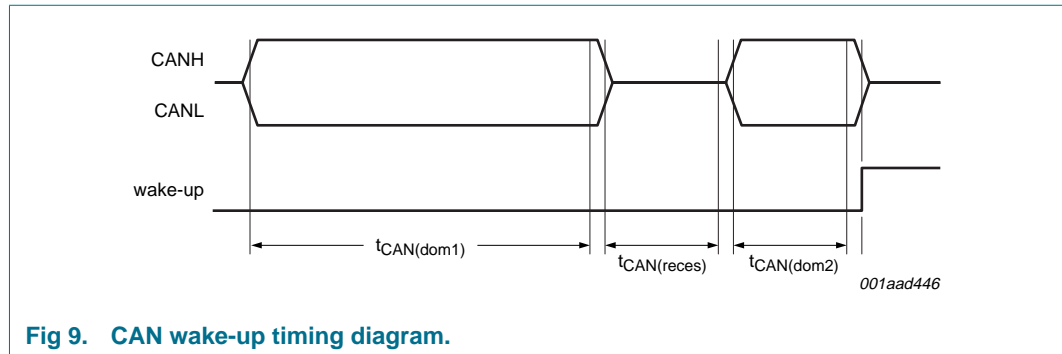 CANH
CANL
wake-up
tCAN(dom1)
tCAN(reces)
tCAN(dom2)
001aad446
Fig 9. CAN wake-up timing diagram.